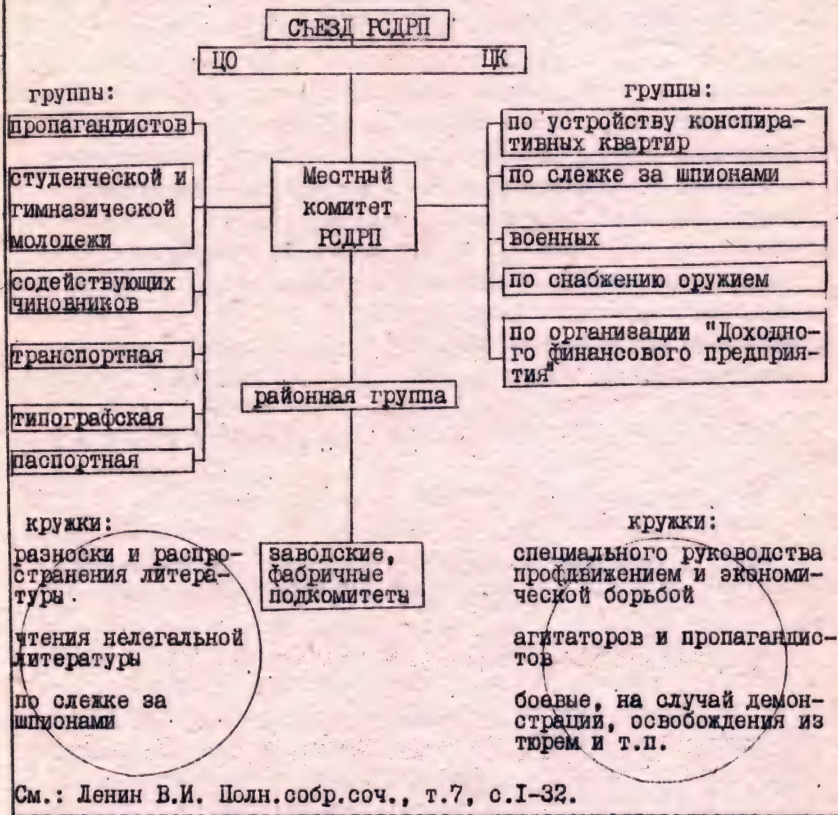 СЪЕЗД РСДРП
ЦО ЦК
группы:
пропагандистов
студенческой и
гимназической
молодежи
содействующих
чиновников
транспортная
типографская
паспортная
Местный
комитет
РСДРП
группы:
по устройству конспира-
тивных квартир
по слежке за шпионами
военных
по снабжению оружием
по организации "Доходно-
го финансового предприя-
тия"
районная группа
кружки:
разноски и распро-
странения литера-
туры.
чтения нелегальной
литературы
по слежке за
шпионами
заводские,
фабричные
подкомитеты
кружки:
специального руководства
профдвижением и экономи-
ческой борьбой
агитаторов и пропагандис-
тов
боевые, на случай демон-
страции, освобождения из
тюрем и т.п.
См.: Ленин В.И. Полн.собр.соч., т.7, с.I-32.